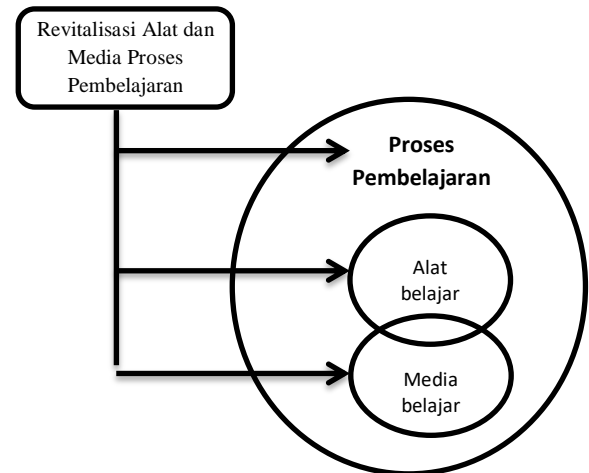 Revitalisasi Alat dan
Media Proses
Pembelajaran
Proses
Pembelajaran
Alat
belajar
Media
belajar